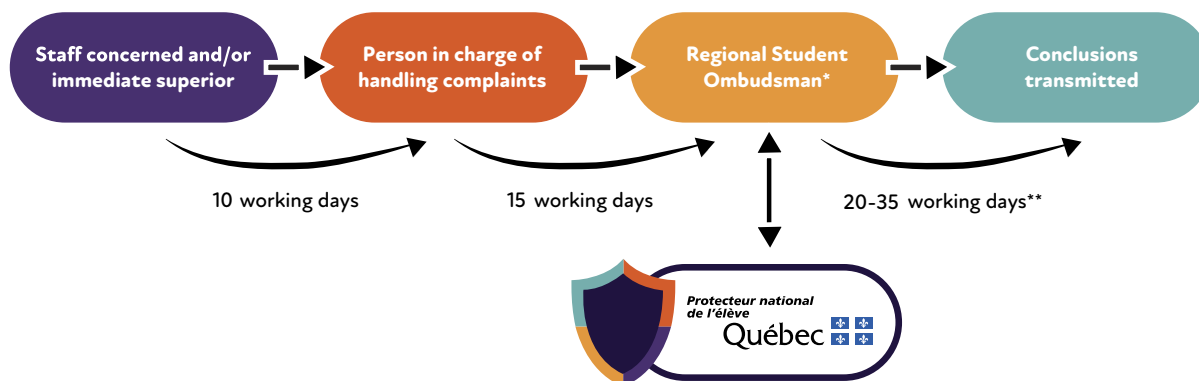 Staff concerned and/or
immediate superior
Person in charge of
handling complaints
Regional Student
Ombudsman*
Conclusions
transmitted
10 working days
15 working days
20-35 working days**
Protecteur national
de l'élève
Québec